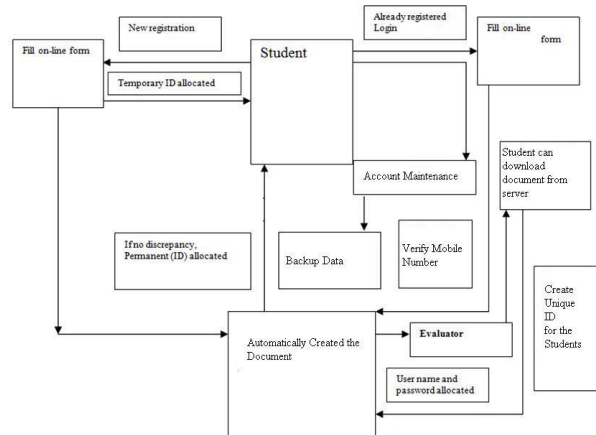 New registration
Already registered
Login
Fill on-line form
Student
Fill on-line
form
Temporary ID allocated
Student can
download
document from
server
Account Maintenance
If no discrepancy,
Permanent (ID) allocated
Backup Data
Verify Mobile
Number
Create
Unique
ID
for the
Students
Automatically Created the
Document
Evaluator
User name and
password allocated